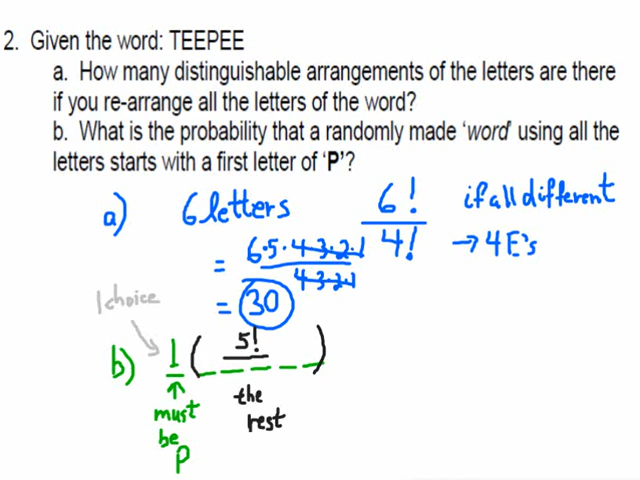 2. Given the word: TEEPEE
a. How many distinguishable arrangements of the letters are there
if you re-arrange all the letters of the word?
b. What is the probability that a randomly made 'word' using all the
letters starts with a first letter of 'P'?
a) 6 letters 6! / 4! if all different
→ 4 E's
= 6·5·4·3·2·1 / 4·3·2·1
= 30
1 choice
b) 1 ( 5! )
must
be
P
the
rest